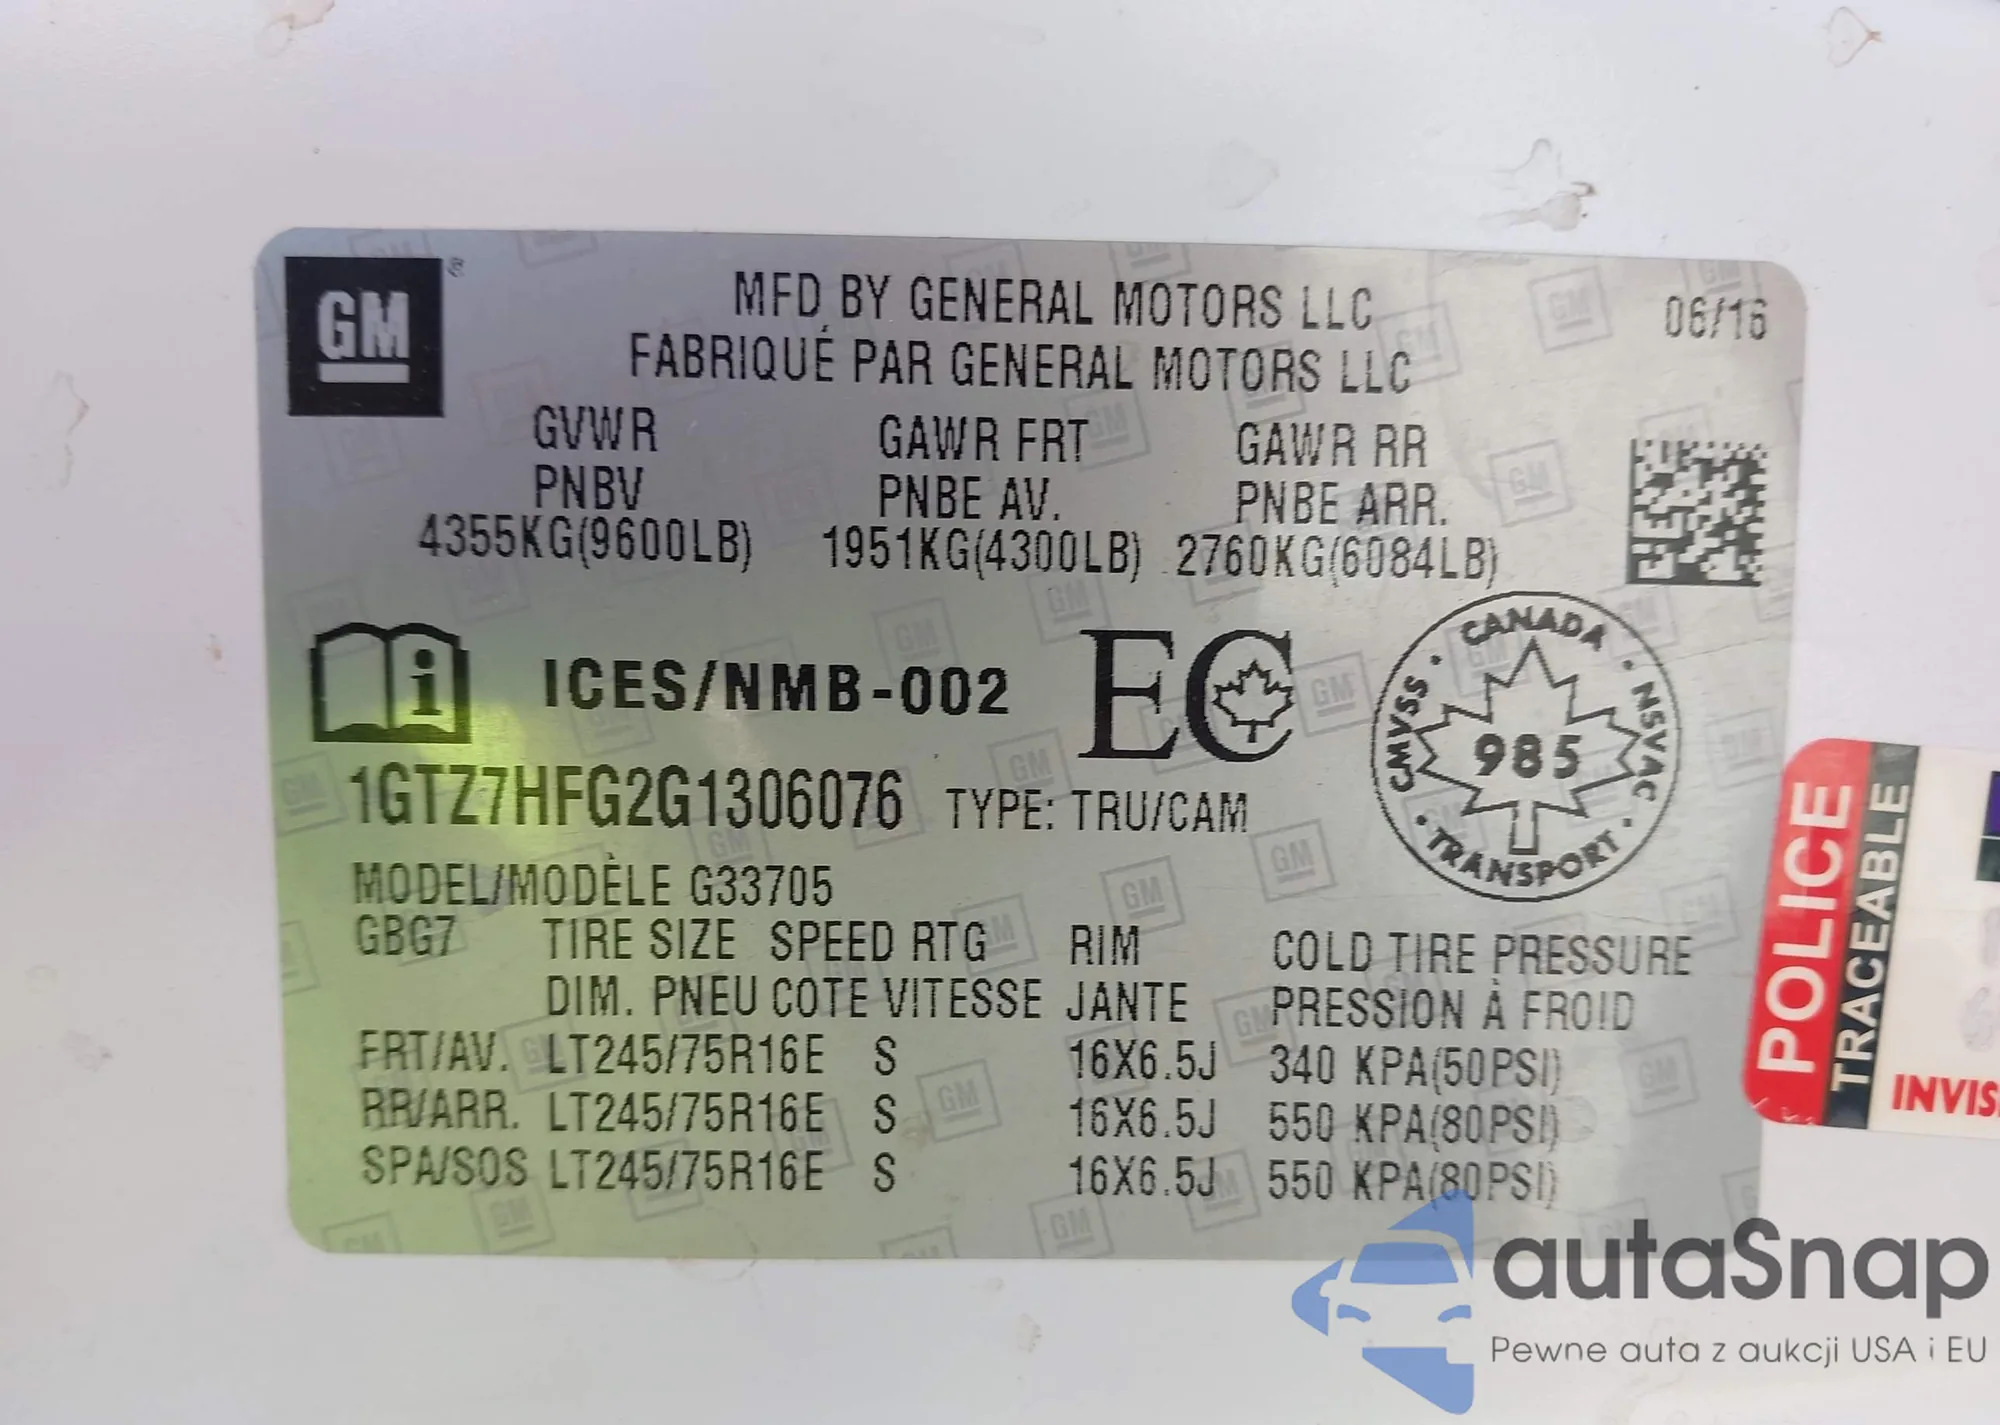 GM ®
MFD BY GENERAL MOTORS LLC
06/16
FABRIQUÉ PAR GENERAL MOTORS LLC
GVWR GAWR FRT GAWR RR
PNBV PNBE AV. PNBE ARR.
4355KG(9600LB) 1951KG(4300LB) 2760KG(6084LB)
i ICES/NMB-002 EC
CANADA · NSVAC · TRANSPORT · CMVSS ·
985
1GTZ7HFG2G1306076 TYPE: TRU/CAM
MODEL/MODÈLE G33705
GBG7 TIRE SIZE SPEED RTG RIM COLD TIRE PRESSURE
DIM. PNEU COTE VITESSE JANTE PRESSION À FROID
FRT/AV. LT245/75R16E S 16X6.5J 340 KPA(50PSI)
RR/ARR. LT245/75R16E S 16X6.5J 550 KPA(80PSI)
SPA/SOS LT245/75R16E S 16X6.5J 550 KPA(80PSI)
POLICE
TRACEABLE
autaSnap
Pewne auta z aukcji USA i EU